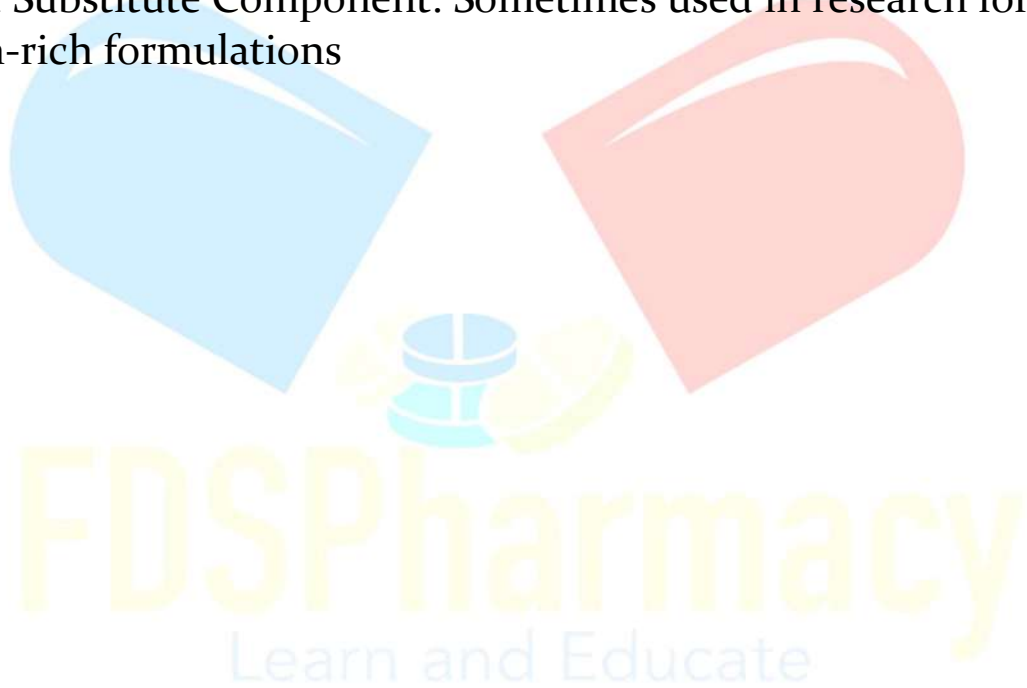 Substitute Component: Sometimes used in research for
-rich formulations
FDSPharmacy
Learn and Educate